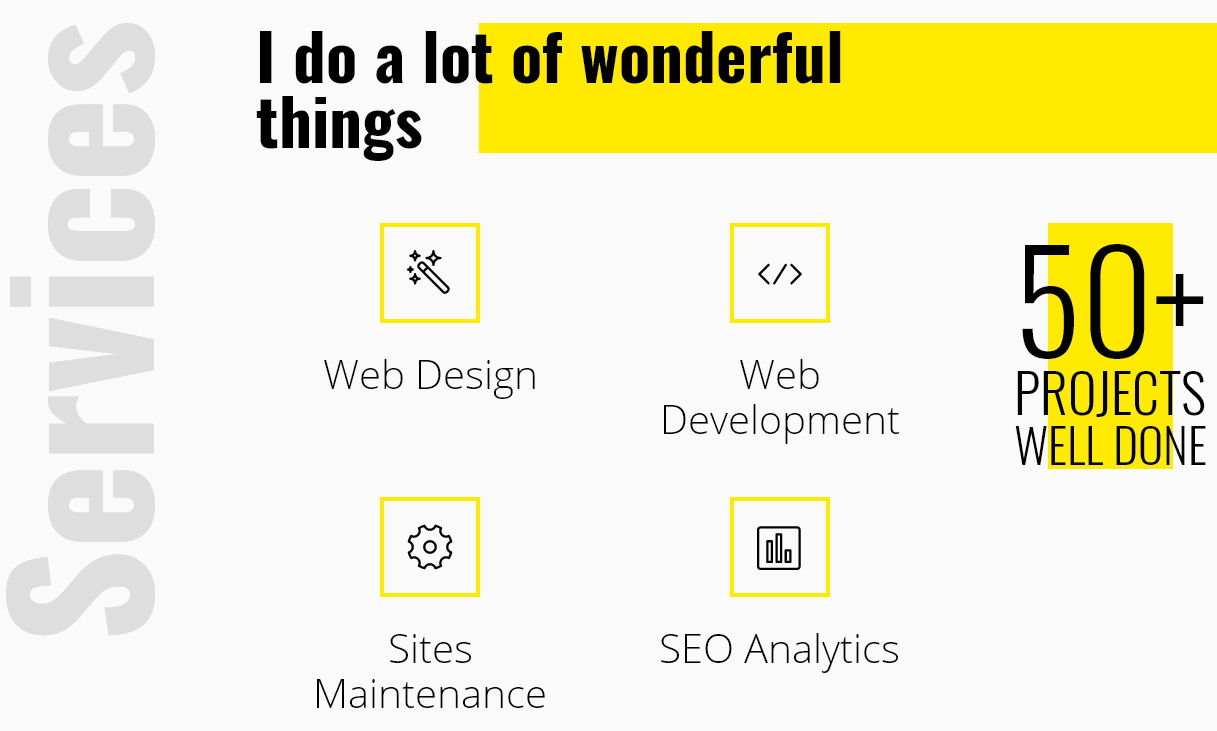 Services
I do a lot of wonderful
things
Web Design
Web
Development
50+
PROJECTS
WELL DONE
Sites
Maintenance
SEO Analytics